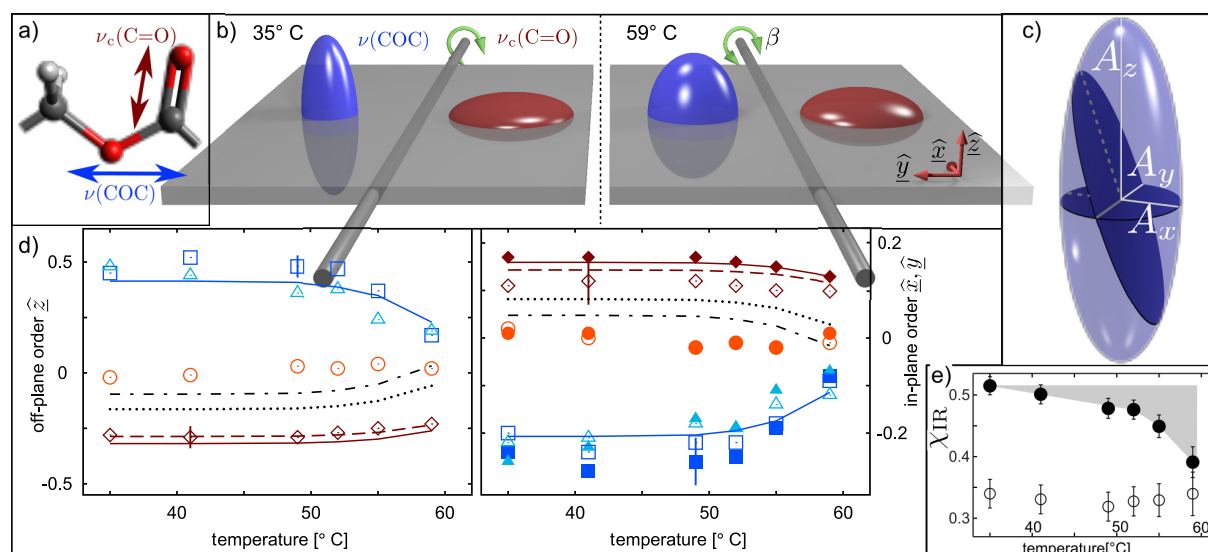 a)
νc(C=O)
ν(COC)
b)
35° C
ν(COC)
νc(C=O)
59° C
β
ŷ
x̂
ẑ
c)
Az
Ay
Ax
d)
off-plane order ẑ
0.5
0
-0.5
40
50
60
temperature [° C]
40
50
60
temperature [° C]
0.2
0
-0.2
in-plane order x̂, ŷ
e)
χIR
0.5
0.4
0.3
40
50
60
temperature[°C]